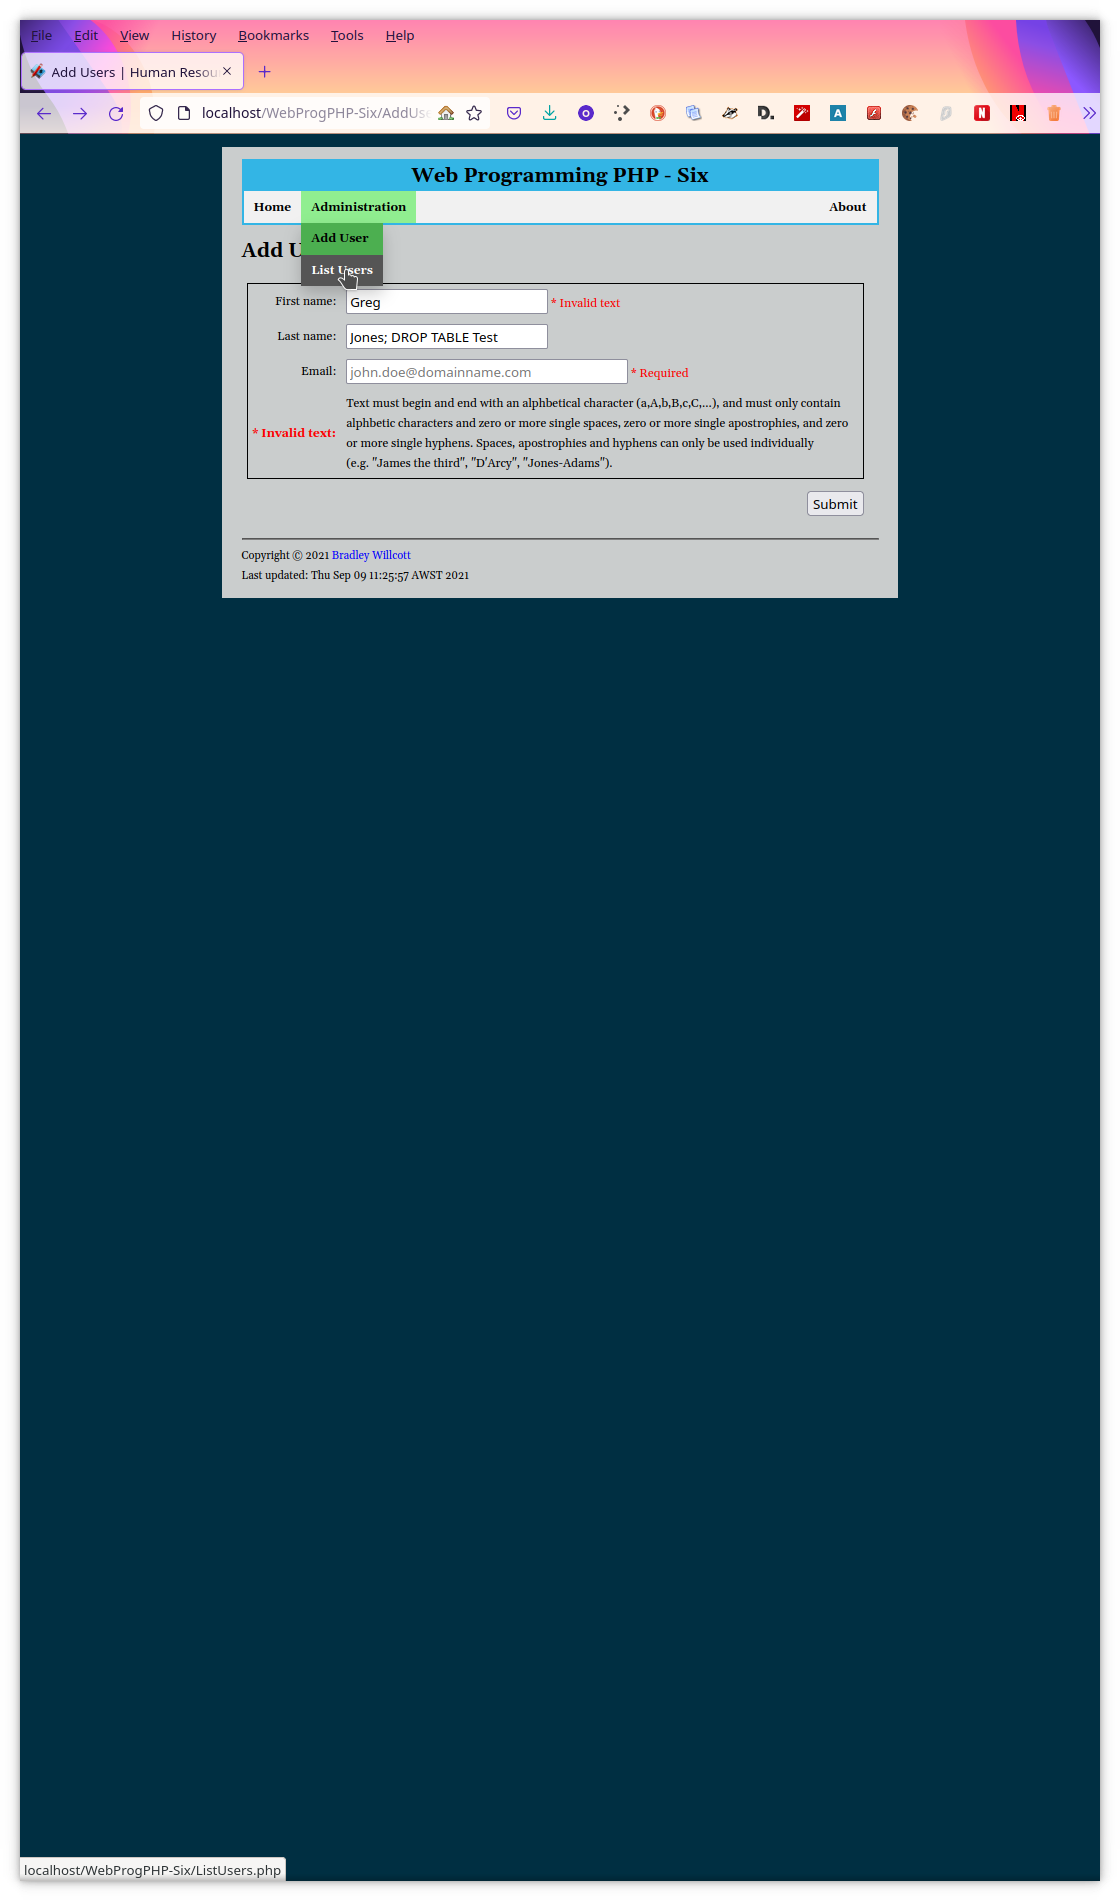 File Edit View History Bookmarks Tools Help
Add Users | Human Resou
localhost/WebProgPHP-Six/AddUse
Web Programming PHP - Six
Home Administration About
Add User
Add U
List Users
First name: Greg * Invalid text
Last name: Jones; DROP TABLE Test
Email: john.doe@domainname.com * Required
Text must begin and end with an alphbetical character (a,A,b,B,c,C,...), and must only contain
alphbetic characters and zero or more single spaces, zero or more single apostrophies, and zero
* Invalid text:
or more single hyphens. Spaces, apostrophies and hyphens can only be used individually
(e.g. "James the third", "D'Arcy", "Jones-Adams").
Submit
Copyright © 2021 Bradley Willcott
Last updated: Thu Sep 09 11:25:57 AWST 2021
localhost/WebProgPHP-Six/ListUsers.php